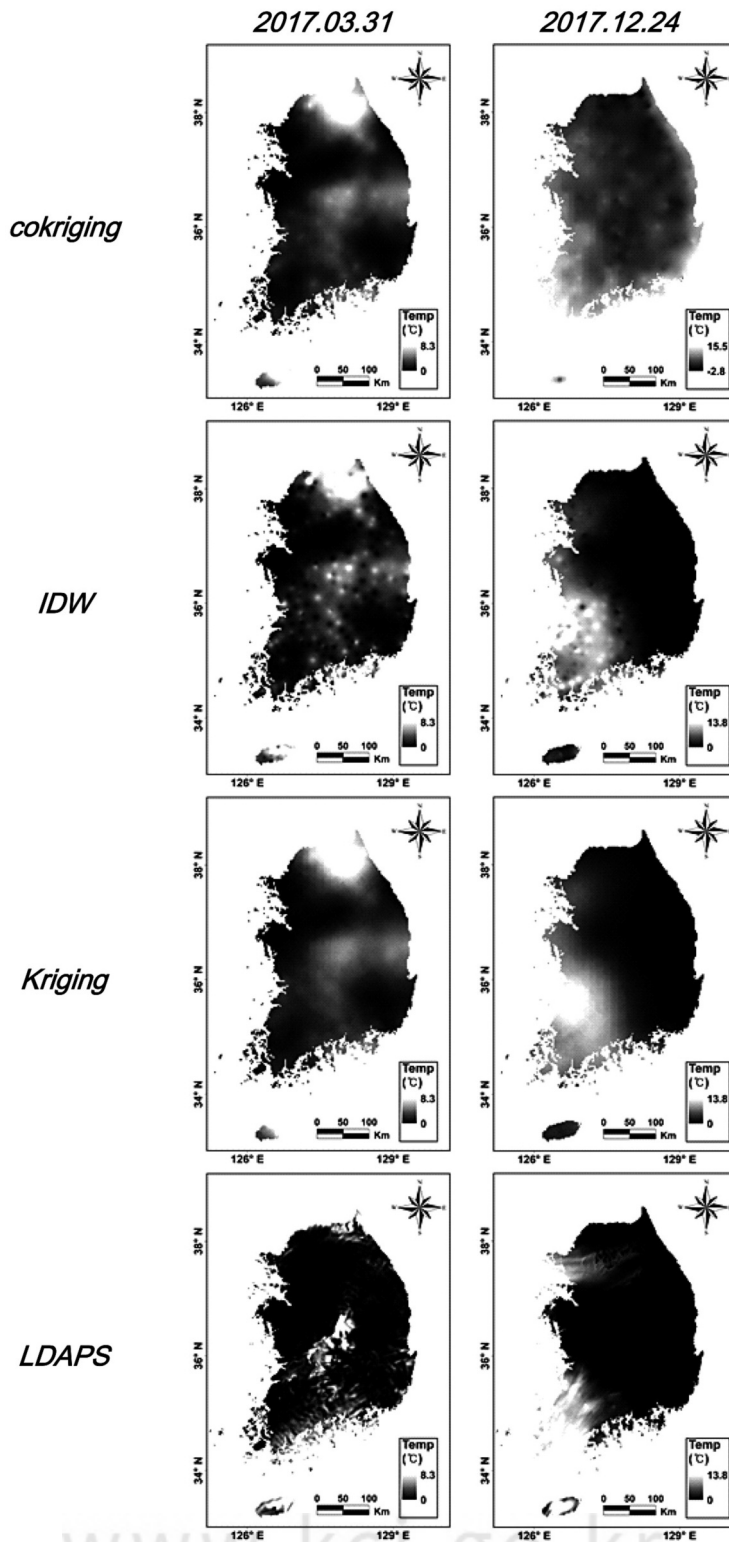 2017.03.31
2017.12.24
cokriging
38° N
36° N
34° N
N
Temp
(℃)
8.3
0
0 50 100
Km
126° E
129° E
38° N
36° N
34° N
N
Temp
(℃)
15.5
-2.8
0 50 100
Km
126° E
129° E
IDW
38° N
36° N
34° N
N
Temp
(℃)
8.3
0
0 50 100
Km
126° E
129° E
38° N
36° N
34° N
N
Temp
(℃)
13.8
0
0 50 100
Km
126° E
129° E
Kriging
38° N
36° N
34° N
N
Temp
(℃)
8.3
0
0 50 100
Km
126° E
129° E
38° N
36° N
34° N
N
Temp
(℃)
13.8
0
0 50 100
Km
126° E
129° E
LDAPS
38° N
36° N
34° N
N
Temp
(℃)
8.3
0
0 50 100
Km
126° E
129° E
38° N
36° N
34° N
N
Temp
(℃)
13.8
0
0 50 100
Km
126° E
129° E